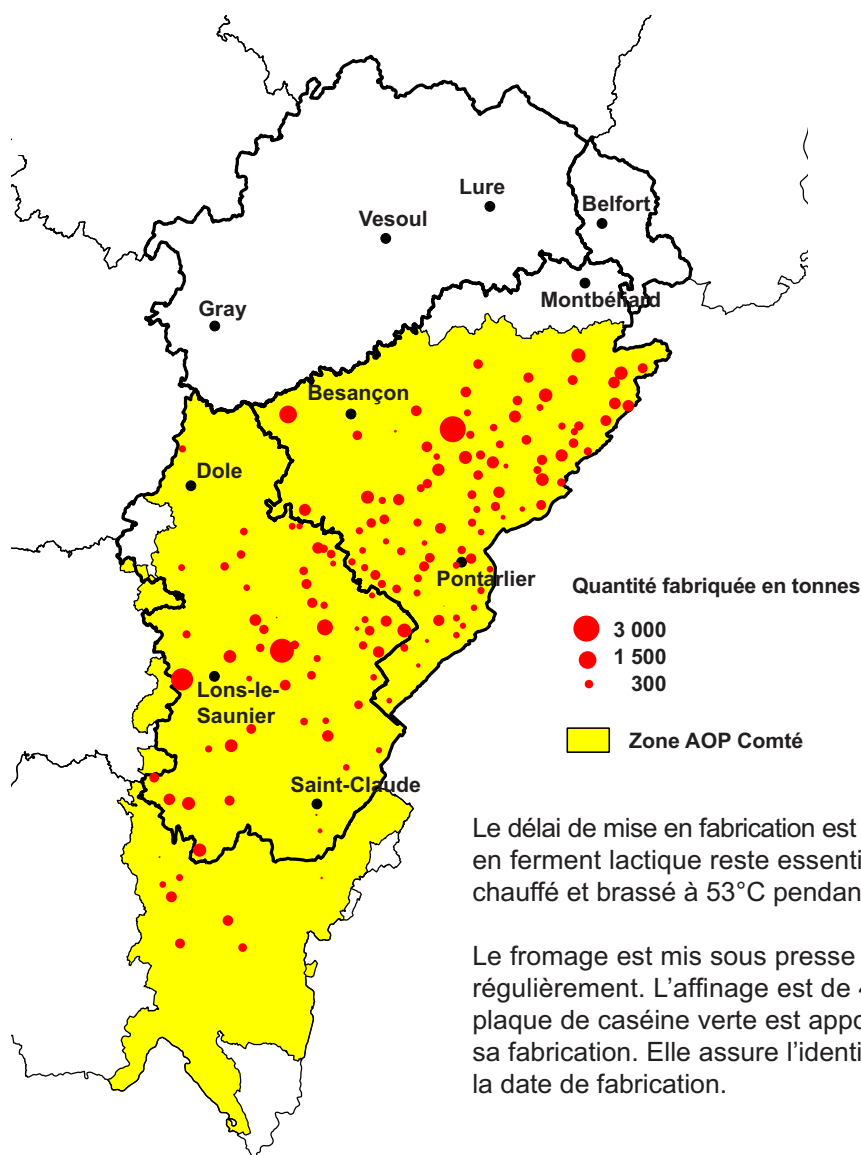 Lure
Belfort
Vesoul
Montbéliard
Gray
Besançon
Dole
Pontarlier
Quantité fabriquée en tonnes
3 000
1 500
300
Lons-le-
Saunier
Zone AOP Comté
Saint-Claude
Le délai de mise en fabrication est
en ferment lactique reste essenti
chauffé et brassé à 53°C pendan
Le fromage est mis sous presse
régulièrement. L’affinage est de
plaque de caséine verte est appo
sa fabrication. Elle assure l’identi
la date de fabrication.